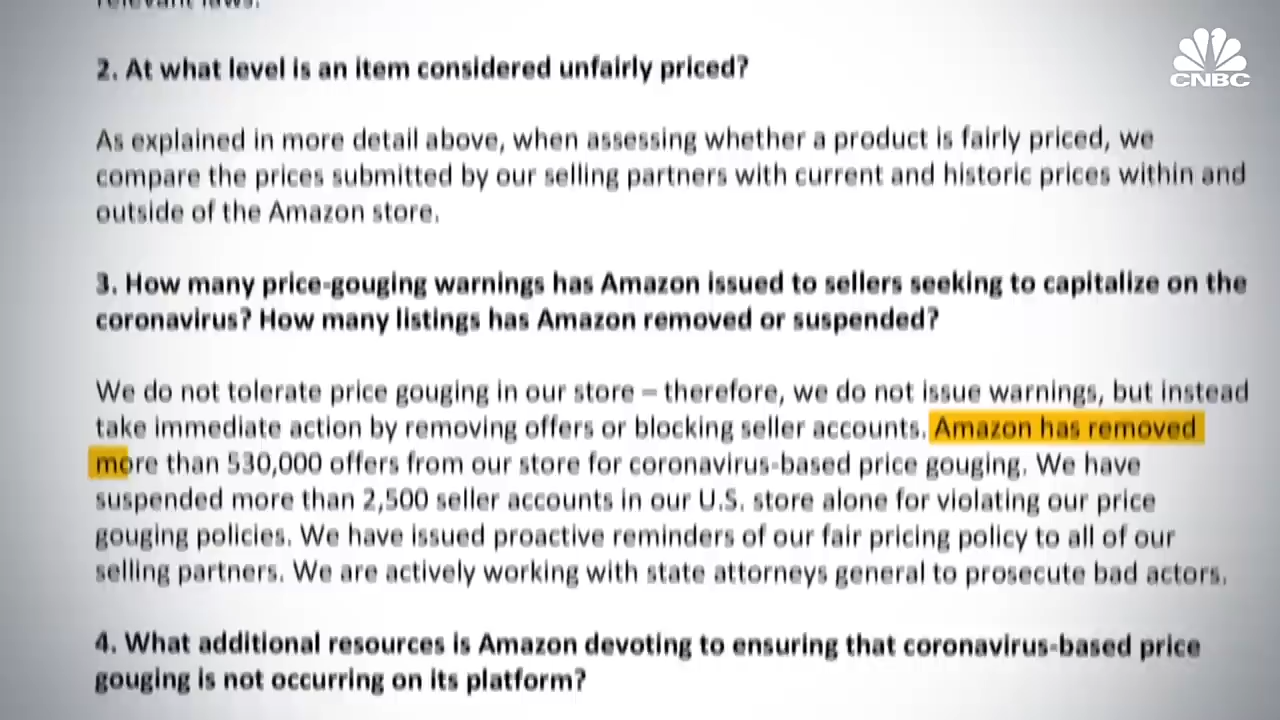 relevant laws.
CNBC
2. At what level is an item considered unfairly priced?
As explained in more detail above, when assessing whether a product is fairly priced, we
compare the prices submitted by our selling partners with current and historic prices within and
outside of the Amazon store.
3. How many price-gouging warnings has Amazon issued to sellers seeking to capitalize on the
coronavirus? How many listings has Amazon removed or suspended?
We do not tolerate price gouging in our store – therefore, we do not issue warnings, but instead
take immediate action by removing offers or blocking seller accounts. Amazon has removed
more than 530,000 offers from our store for coronavirus-based price gouging. We have
suspended more than 2,500 seller accounts in our U.S. store alone for violating our price
gouging policies. We have issued proactive reminders of our fair pricing policy to all of our
selling partners. We are actively working with state attorneys general to prosecute bad actors.
4. What additional resources is Amazon devoting to ensuring that coronavirus-based price
gouging is not occurring on its platform?